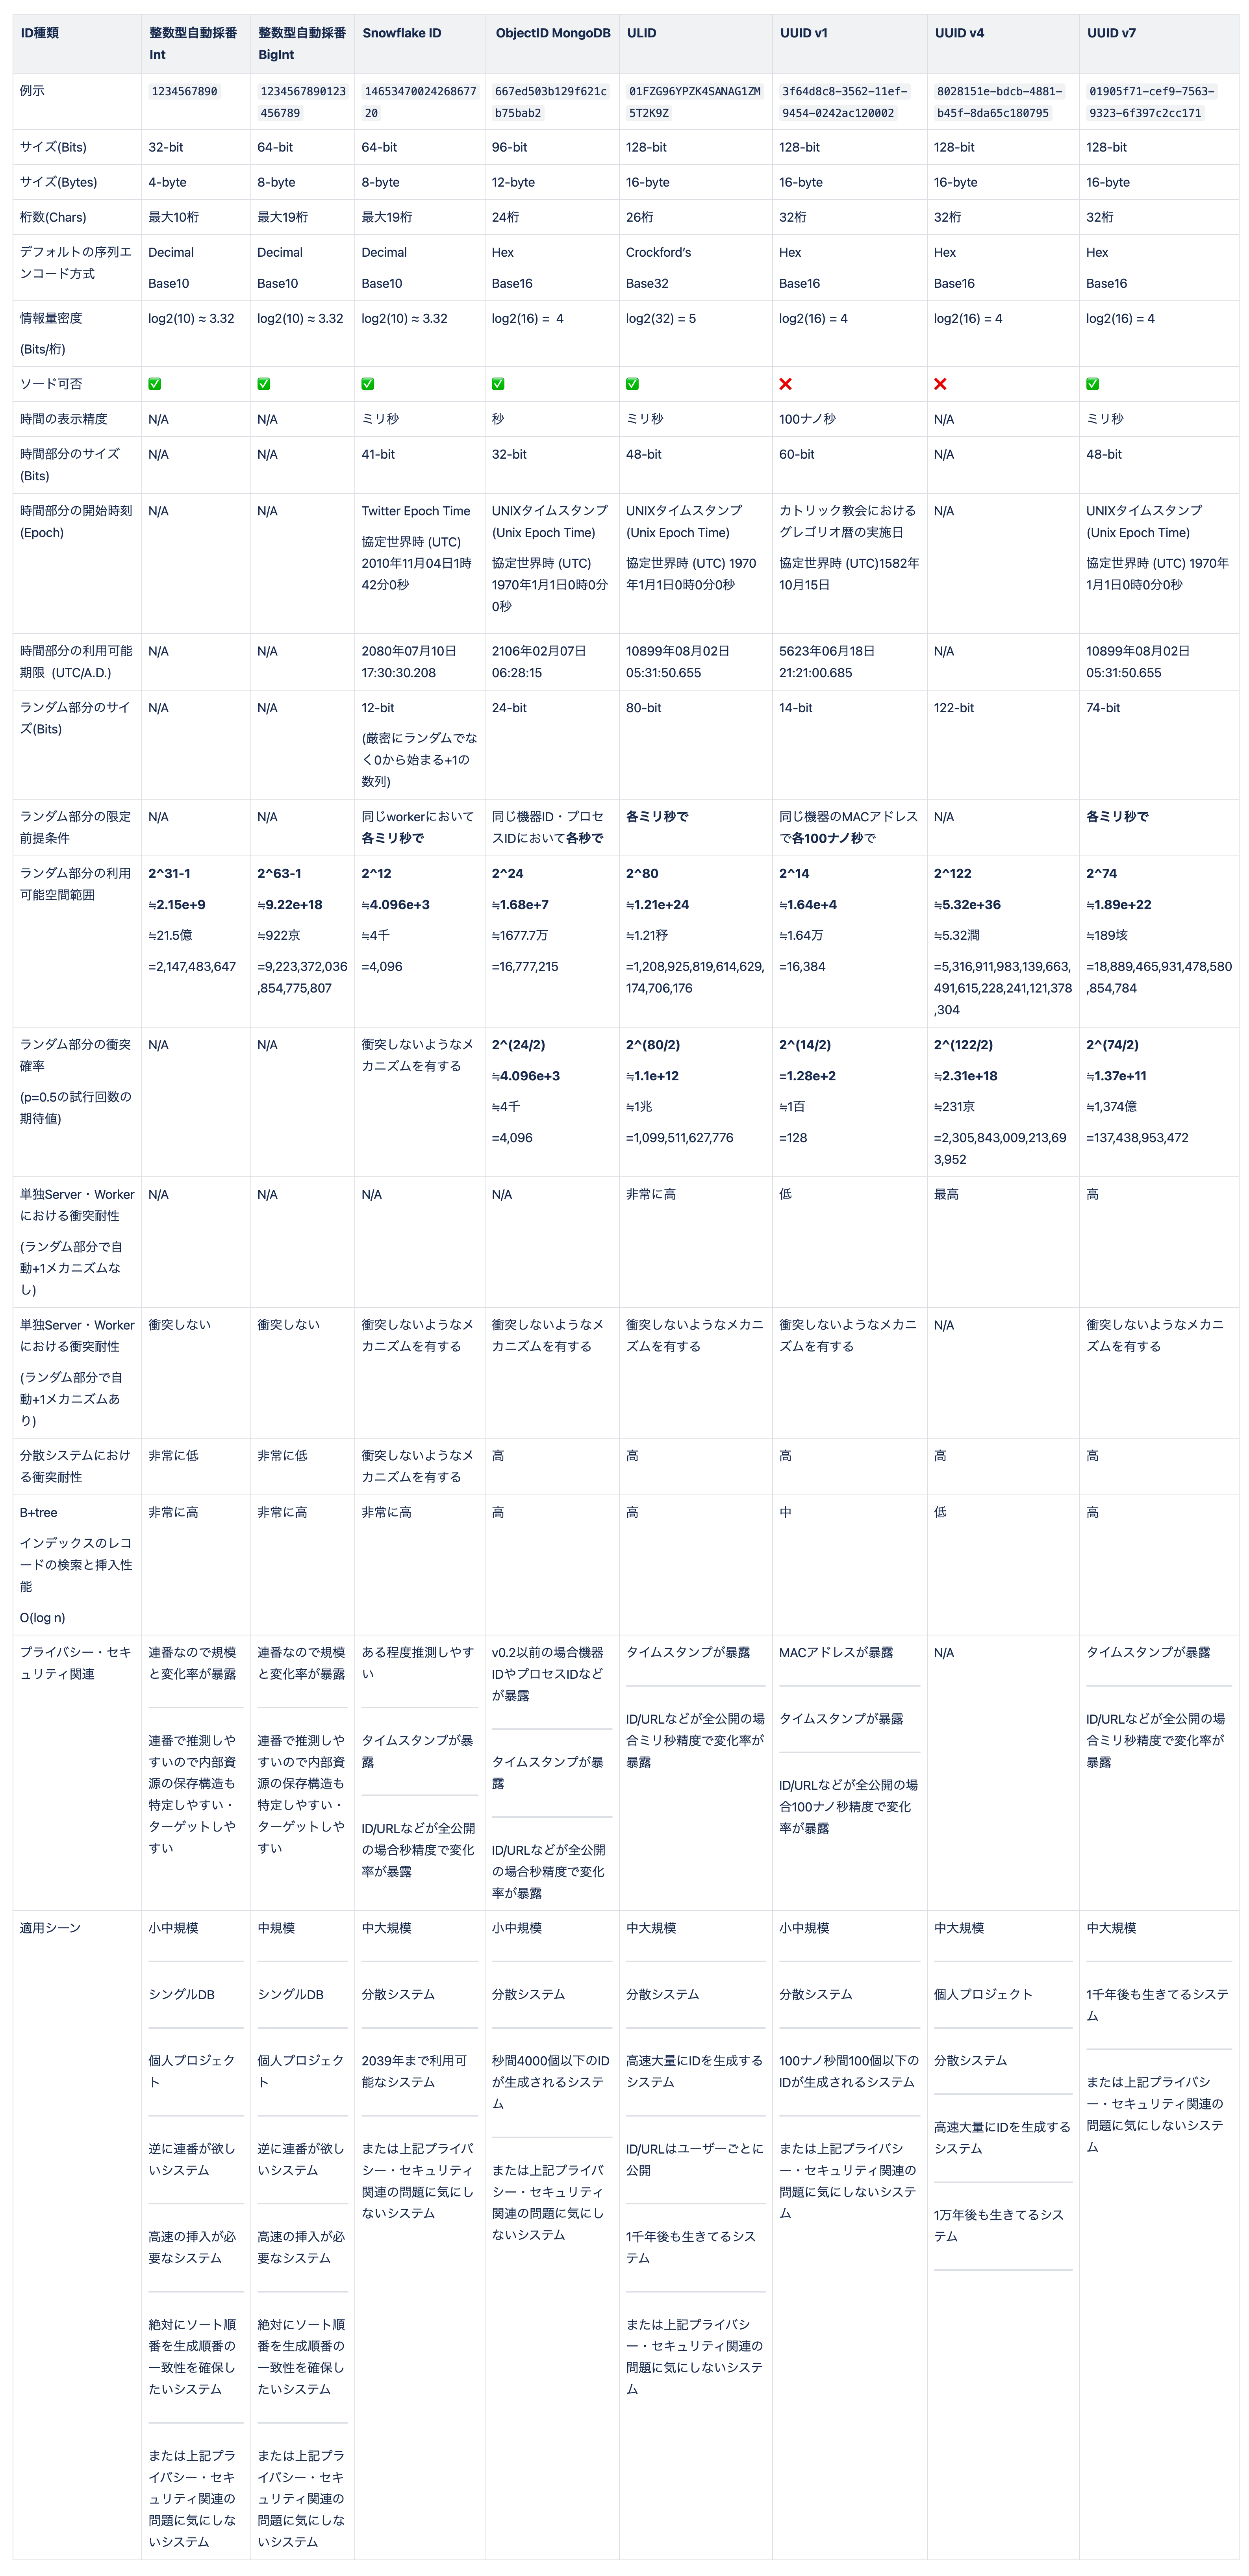 ID種類
整数型自動採番
Int
整数型自動採番
BigInt
Snowflake ID
ObjectID MongoDB
ULID
UUID v1
UUID v4
UUID v7
例示
1234567890
1234567890123
456789
14653470024268677
20
667ed503b129f621c
b75bab2
01FZG96YPZK4SANAG1ZM
5T2K9Z
3f64d8c8-3562-11ef-
9454-0242ac120002
8028151e-bdcb-4881-
b45f-8da65c180795
01905f71-cef9-7563-
9323-6f397c2cc171
サイズ(Bits)
32-bit
64-bit
64-bit
96-bit
128-bit
128-bit
128-bit
128-bit
サイズ(Bytes)
4-byte
8-byte
8-byte
12-byte
16-byte
16-byte
16-byte
16-byte
桁数(Chars)
最大10桁
最大19桁
最大19桁
24桁
26桁
32桁
32桁
32桁
デフォルトの序列エ
ンコード方式
Decimal
Base10
Decimal
Base10
Decimal
Base10
Hex
Base16
Crockford's
Base32
Hex
Base16
Hex
Base16
Hex
Base16
情報量密度
(Bits/桁)
log2(10) ≈ 3.32
log2(10) ≈ 3.32
log2(10) ≈ 3.32
log2(16) =  4
log2(32) = 5
log2(16) = 4
log2(16) = 4
log2(16) = 4
ソード可否
✅
✅
✅
✅
✅
❌
❌
✅
時間の表示精度
N/A
N/A
ミリ秒
秒
ミリ秒
100ナノ秒
N/A
ミリ秒
時間部分のサイズ
(Bits)
N/A
N/A
41-bit
32-bit
48-bit
60-bit
N/A
48-bit
時間部分の開始時刻
(Epoch)
N/A
N/A
Twitter Epoch Time
協定世界時 (UTC)
2010年11月04日1時
42分0秒
UNIXタイムスタンプ
(Unix Epoch Time)
協定世界時 (UTC)
1970年1月1日0時0分
0秒
UNIXタイムスタンプ
(Unix Epoch Time)
協定世界時 (UTC) 1970
年1月1日0時0分0秒
カトリック教会における
グレゴリオ暦の実施日
協定世界時 (UTC)1582年
10月15日
N/A
UNIXタイムスタンプ
(Unix Epoch Time)
協定世界時 (UTC) 1970年
1月1日0時0分0秒
時間部分の利用可能
期限（UTC/A.D.)
N/A
N/A
2080年07月10日
17:30:30.208
2106年02月07日
06:28:15
10899年08月02日
05:31:50.655
5623年06月18日
21:21:00.685
N/A
10899年08月02日
05:31:50.655
ランダム部分のサイ
ズ(Bits)
N/A
N/A
12-bit
(厳密にランダムでな
く0から始まる+1の
数列)
24-bit
80-bit
14-bit
122-bit
74-bit
ランダム部分の限定
前提条件
N/A
N/A
同じworkerにおいて
各ミリ秒で
同じ機器ID・プロセ
スIDにおいて各秒で
各ミリ秒で
同じ機器のMACアドレス
で各100ナノ秒で
N/A
各ミリ秒で
ランダム部分の利用
可能空間範囲
2^31-1
≒2.15e+9
≒21.5億
=2,147,483,647
2^63-1
≒9.22e+18
≒922京
=9,223,372,036
,854,775,807
2^12
≒4.096e+3
≒4千
=4,096
2^24
≒1.68e+7
≒1677.7万
=16,777,215
2^80
≒1.21e+24
≒1.21秄
=1,208,925,819,614,629,
174,706,176
2^14
≒1.64e+4
≒1.64万
=16,384
2^122
≒5.32e+36
≒5.32澗
=5,316,911,983,139,663,
491,615,228,241,121,378
,304
2^74
≒1.89e+22
≒189垓
=18,889,465,931,478,580
,854,784
ランダム部分の衝突
確率
(p=0.5の試行回数の
期待値)
N/A
N/A
衝突しないようなメ
カニズムを有する
2^(24/2)
≒4.096e+3
≒4千
=4,096
2^(80/2)
≒1.1e+12
≒1兆
=1,099,511,627,776
2^(14/2)
=1.28e+2
≒1百
=128
2^(122/2)
≒2.31e+18
≒231京
=2,305,843,009,213,69
3,952
2^(74/2)
≒1.37e+11
≒1,374億
=137,438,953,472
単独Server・Worker
における衝突耐性
(ランダム部分で自
動+1メカニズムな
し)
N/A
N/A
N/A
N/A
非常に高
低
最高
高
単独Server・Worker
における衝突耐性
(ランダム部分で自
動+1メカニズムあ
り)
衝突しない
衝突しない
衝突しないようなメ
カニズムを有する
衝突しないようなメ
カニズムを有する
衝突しないようなメカニ
ズムを有する
衝突しないようなメカニ
ズムを有する
N/A
衝突しないようなメカニ
ズムを有する
分散システムにおけ
る衝突耐性
非常に低
非常に低
衝突しないようなメ
カニズムを有する
高
高
高
高
高
B+tree
インデックスのレコ
ードの検索と挿入性
能
O(log n)
非常に高
非常に高
非常に高
高
高
中
低
高
プライバシー・セキ
ュリティ関連
連番なので規模
と変化率が暴露
連番で推測しや
すいので内部資
源の保存構造も
特定しやすい・
ターゲットしや
すい
連番なので規模
と変化率が暴露
連番で推測しや
すいので内部資
源の保存構造も
特定しやすい・
ターゲットしや
すい
ある程度推測しやす
い
タイムスタンプが暴
露
ID/URLなどが全公開
の場合秒精度で変化
率が暴露
v0.2以前の場合機器
IDやプロセスIDなど
が暴露
タイムスタンプが暴
露
ID/URLなどが全公開
の場合秒精度で変化
率が暴露
タイムスタンプが暴露
ID/URLなどが全公開の場
合ミリ秒精度で変化率が
暴露
MACアドレスが暴露
タイムスタンプが暴露
ID/URLなどが全公開の場
合100ナノ秒精度で変化
率が暴露
N/A
タイムスタンプが暴露
ID/URLなどが全公開の場
合ミリ秒精度で変化率が
暴露
適用シーン
小中規模
シングルDB
個人プロジェク
ト
逆に連番が欲し
いシステム
高速の挿入が必
要なシステム
絶対にソート順
番を生成順番の
一致性を確保し
たいシステム
または上記プラ
イバシー・セキ
ュリティ関連の
問題に気にしな
いシステム
中規模
シングルDB
個人プロジェク
ト
逆に連番が欲し
いシステム
高速の挿入が必
要なシステム
絶対にソート順
番を生成順番の
一致性を確保し
たいシステム
または上記プラ
イバシー・セキ
ュリティ関連の
問題に気にしな
いシステム
中大規模
分散システム
2039年まで利用可
能なシステム
または上記プライバ
シー・セキュリティ
関連の問題に気にし
ないシステム
小中規模
分散システム
秒間4000個以下のID
が生成されるシステ
ム
または上記プライバ
シー・セキュリティ
関連の問題に気にし
ないシステム
中大規模
分散システム
高速大量にIDを生成する
システム
ID/URLはユーザーごとに
公開
1千年後も生きてるシス
テム
または上記プライバシ
ー・セキュリティ関連の
問題に気にしないシステ
ム
小中規模
分散システム
100ナノ秒間100個以下の
IDが生成されるシステム
または上記プライバシ
ー・セキュリティ関連の
問題に気にしないシステ
ム
中大規模
個人プロジェクト
分散システム
高速大量にIDを生成する
システム
1万年後も生きてるシス
テム
中大規模
1千年後も生きてるシステ
ム
または上記プライバシ
ー・セキュリティ関連の
問題に気にしないシステ
ム